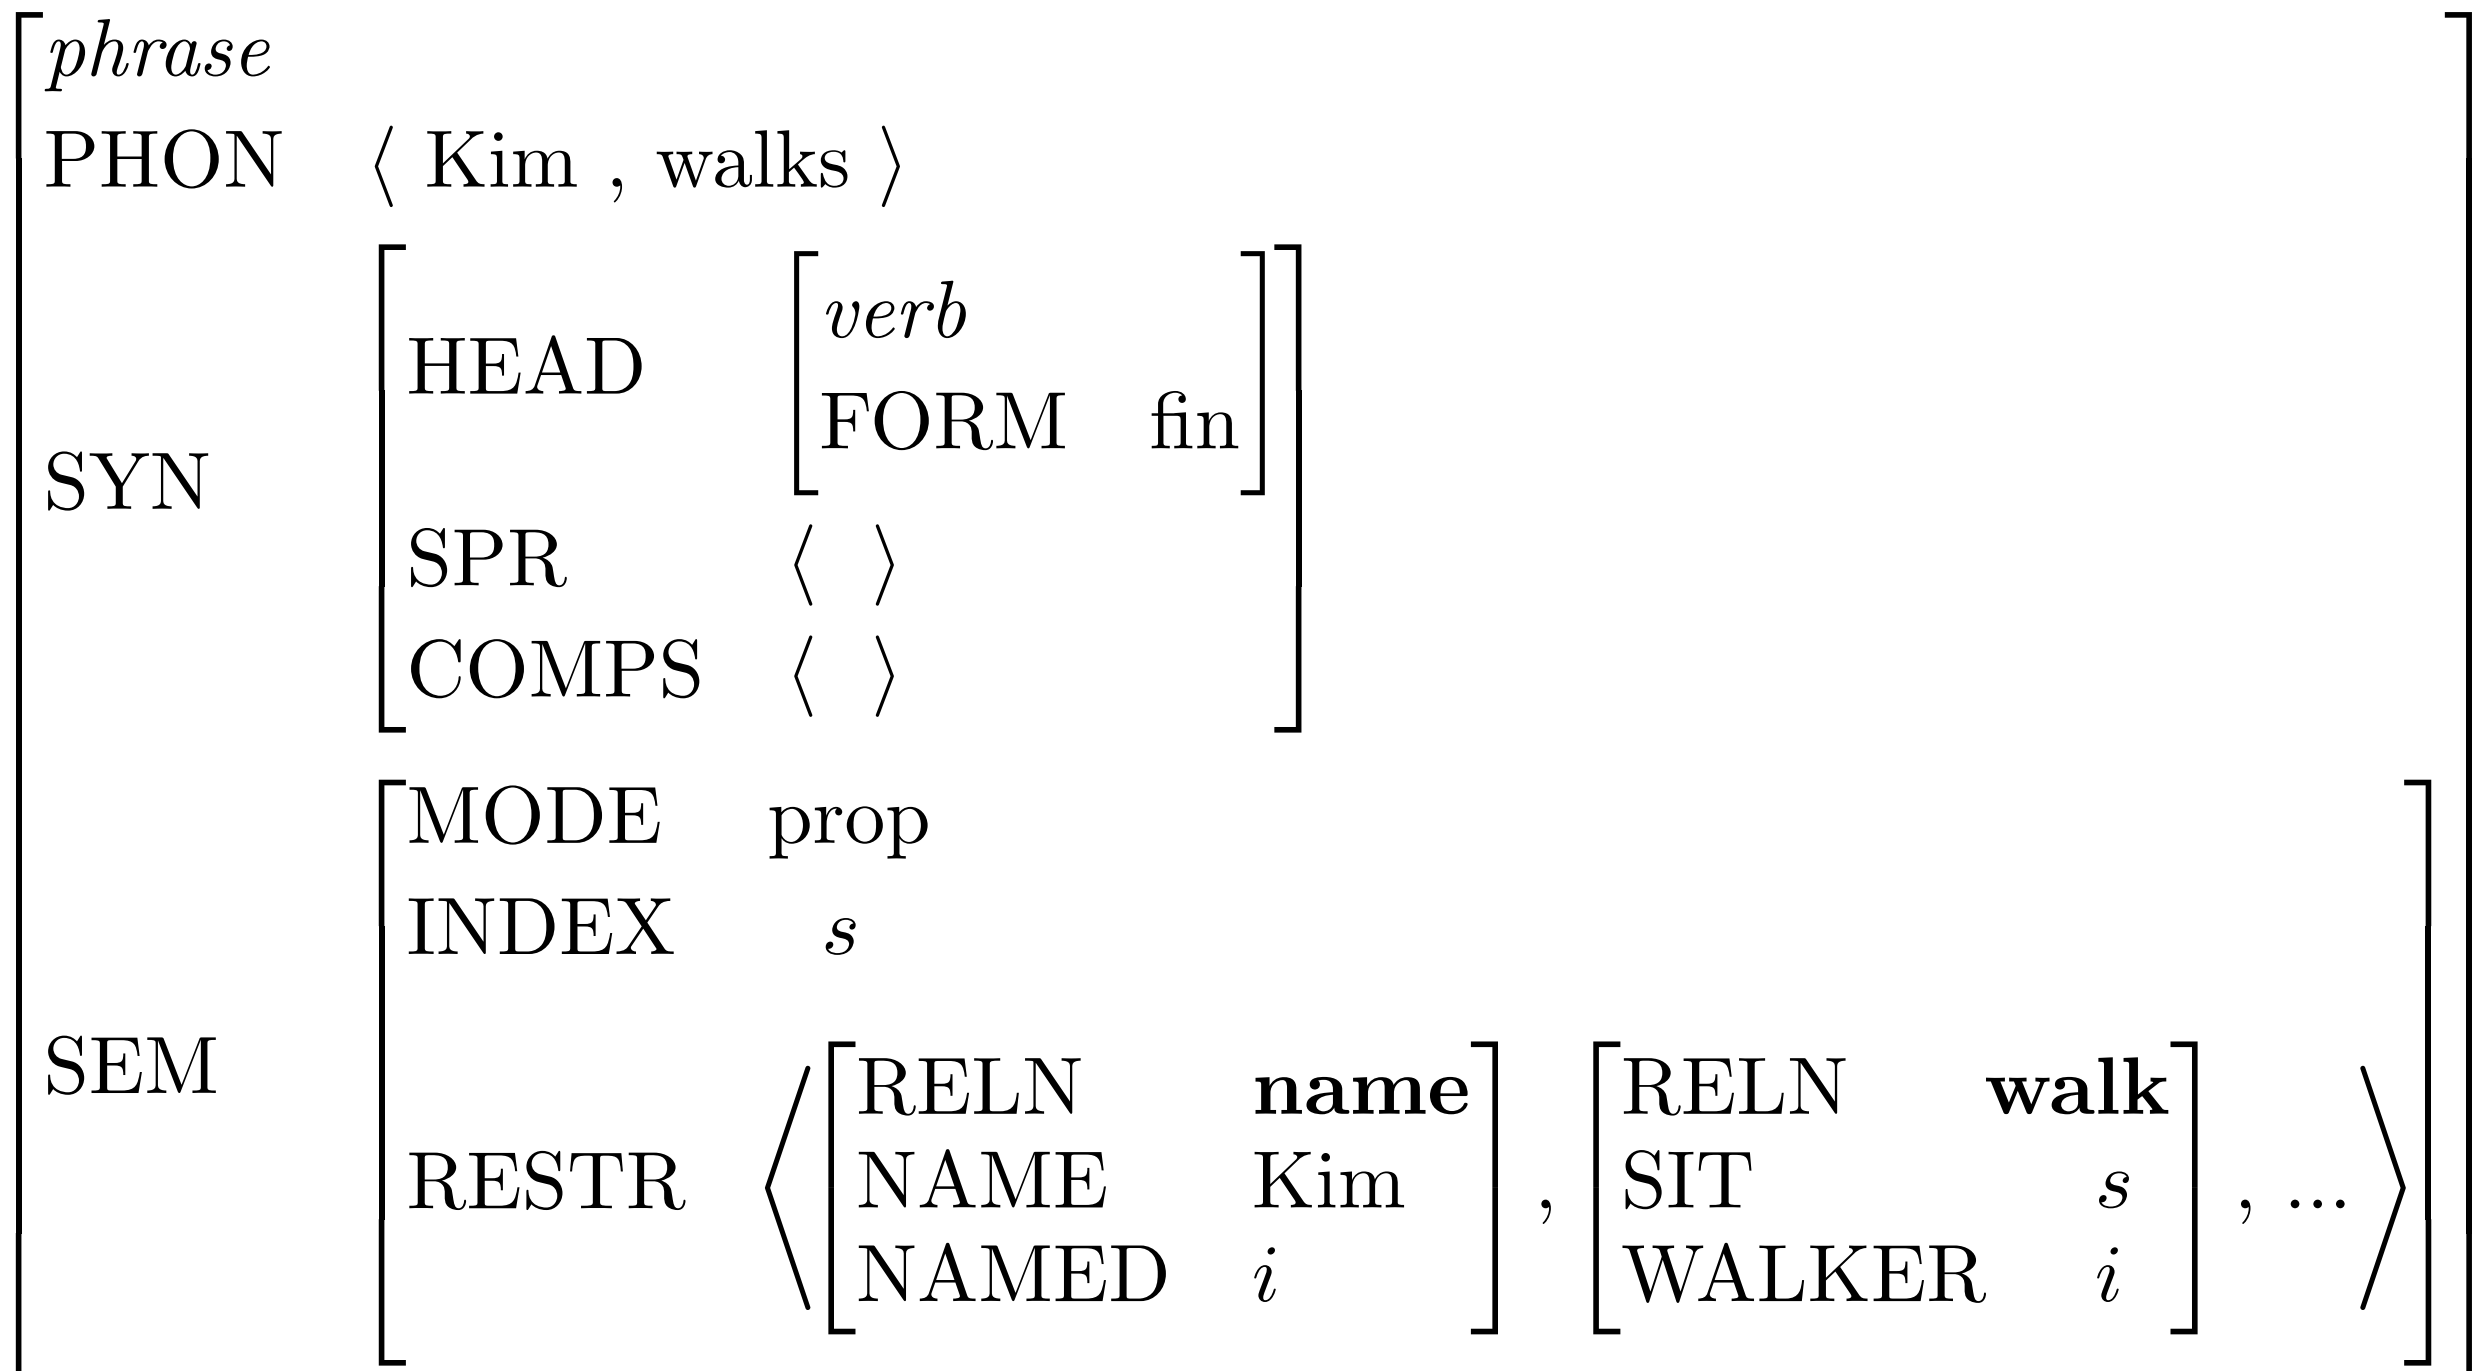 phrase
PHON ⟨ Kim , walks ⟩
verb
HEAD
FORM fin
SYN
SPR ⟨ ⟩
COMPS ⟨ ⟩
MODE prop
INDEX s
SEM
RELN name RELN walk
RESTR ⟨ NAME Kim , SIT s , ... ⟩
NAMED i WALKER i